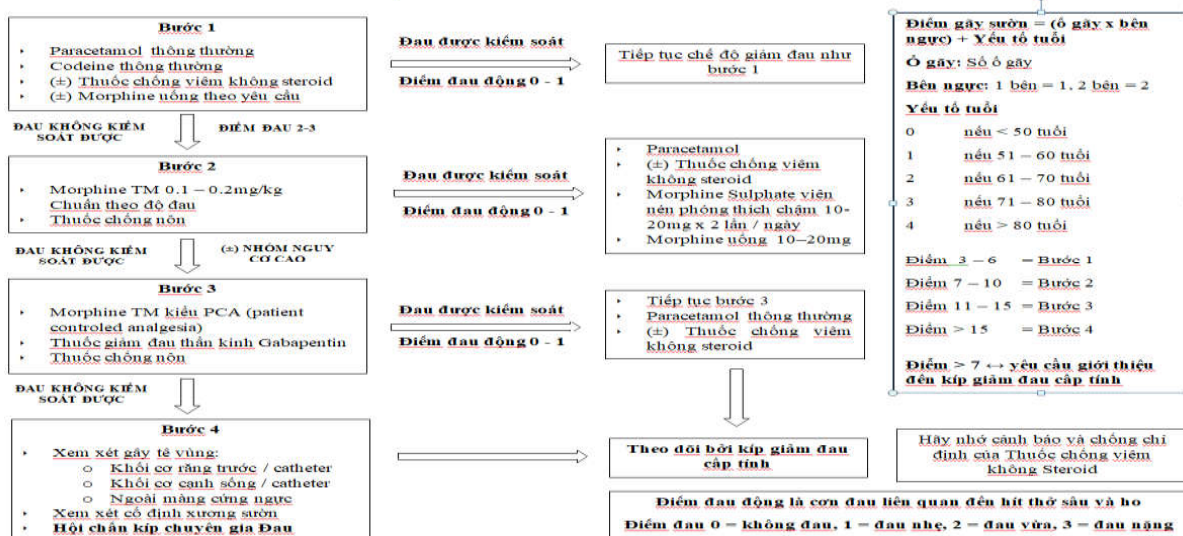 Bước 1
• Paracetamol thông thường
• Codeine thông thường
• (±) Thuốc chống viêm không steroid
• (±) Morphine uống theo yêu cầu
Đau được kiểm soát
Điểm đau động 0 - 1
Tiếp tục chế độ giảm đau như
bước 1
ĐAU KHÔNG KIỂM
SOÁT ĐƯỢC
ĐIỂM ĐAU 2-3
Bước 2
• Morphine TM 0.1 – 0.2mg/kg
Chuẩn theo độ đau
• Thuốc chống nôn
Đau được kiểm soát
Điểm đau động 0 - 1
• Paracetamol
• (±) Thuốc chống viêm
không steroid
• Morphine Sulphate viên
nén phóng thích chậm 10-
20mg x 2 lần / ngày
• Morphine uống 10–20mg
ĐAU KHÔNG KIỂM
SOÁT ĐƯỢC
(±) NHÓM NGUY
CƠ CAO
Bước 3
• Morphine TM kiểu PCA (patient
controled analgesia)
• Thuốc giảm đau thần kinh Gabapentin
• Thuốc chống nôn
Đau được kiểm soát
Điểm đau động 0 - 1
• Tiếp tục bước 3
• Paracetamol thông thường
• (±) Thuốc chống viêm
không steroid
ĐAU KHÔNG KIỂM
SOÁT ĐƯỢC
Bước 4
• Xem xét gây tê vùng:
o Khối cơ răng trước / catheter
o Khối cơ cạnh sống / catheter
o Ngoài màng cứng ngực
• Xem xét cố định xương sườn
• Hội chẩn kíp chuyên gia Đau
Theo dõi bởi kíp giảm đau
cấp tính
Điểm gãy sườn = (ổ gãy x bên
ngực) + Yếu tố tuổi
Ổ gãy: Số ổ gãy
Bên ngực: 1 bên = 1, 2 bên = 2
Yếu tố tuổi
0 nếu < 50 tuổi
1 nếu 51 – 60 tuổi
2 nếu 61 – 70 tuổi
3 nếu 71 – 80 tuổi
4 nếu > 80 tuổi
Điểm 3 – 6 = Bước 1
Điểm 7 – 10 = Bước 2
Điểm 11 – 15 = Bước 3
Điểm > 15 = Bước 4
Điểm > 7 ↔ yêu cầu giới thiệu
đến kíp giảm đau cấp tính
Hãy nhớ cảnh báo và chống chỉ
định của Thuốc chống viêm
không Steroid
Điểm đau động là cơn đau liên quan đến hít thở sâu và ho
Điểm đau 0 = không đau, 1 = đau nhẹ, 2 = đau vừa, 3 = đau nặng